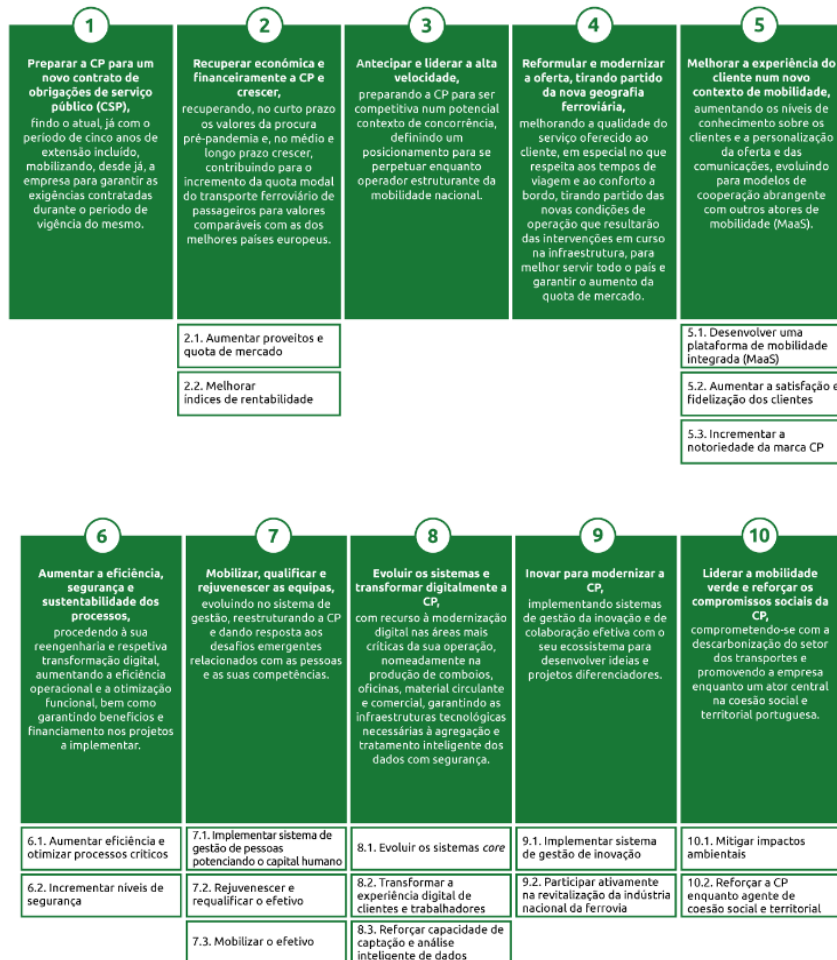 1
Preparar a CP para um
novo contrato de
obrigações de serviço
público (CSP),
findo o atual, já com o
período de cinco anos de
extensão incluído,
mobilizando, desde já, a
empresa para garantir as
exigências contratadas
durante o período de
vigência do mesmo.
2
Recuperar económica e
financeiramente a CP e
crescer,
recuperando, no curto prazo
os valores da procura
pré-pandemia e, no médio e
longo prazo crescer,
contribuindo para o
incremento da quota modal
do transporte ferroviário de
passageiros para valores
comparáveis com as dos
melhores países europeus.
2.1. Aumentar proveitos e
quota de mercado
2.2. Melhorar
índices de rentabilidade
3
Antecipar e liderar a alta
velocidade,
preparando a CP para ser
competitiva num potencial
contexto de concorrência,
definindo um
posicionamento para se
perpetuar enquanto
operador estruturante da
mobilidade nacional.
4
Reformular e modernizar
a oferta, tirando partido
da nova geografia
ferroviária,
melhorando a qualidade do
serviço oferecido ao
cliente, em especial no que
respeita aos tempos de
viagem e ao conforto a
bordo, tirando partido das
novas condições de
operação que resultarão
das intervenções em curso
na infraestrutura, para
melhor servir todo o país e
garantir o aumento da
quota de mercado.
5
Melhorar a experiência do
cliente num novo
contexto de mobilidade,
aumentando os níveis de
conhecimento sobre os
clientes e a personalização
da oferta e das
comunicações, evoluindo
para modelos de
cooperação abrangente
com outros atores de
mobilidade (MaaS).
5.1. Desenvolver uma
plataforma de mobilidade
integrada (MaaS)
5.2. Aumentar a satisfação e
fidelização dos clientes
5.3. Incrementar a
notoriedade da marca CP
6
Aumentar a eficiência,
segurança e
sustentabilidade dos
processos,
procedendo à sua
reengenharia e respetiva
transformação digital,
aumentando a eficiência
operacional e a otimização
funcional, bem como
garantindo benefícios e
financiamento nos projetos
a implementar.
6.1. Aumentar eficiência e
otimizar processos críticos
6.2. Incrementar níveis de
segurança
7
Mobilizar, qualificar e
rejuvenescer as equipas,
evoluindo no sistema de
gestão, reestruturando a CP
e dando resposta aos
desafios emergentes
relacionados com as pessoas
e as suas competências.
7.1. Implementar sistema de
gestão de pessoas
potenciando o capital humano
7.2. Rejuvenescer e
requalificar o efetivo
7.3. Mobilizar o efetivo
8
Evoluir os sistemas e
transformar digitalmente a
CP,
com recurso à modernização
digital nas áreas mais
críticas da sua operação,
nomeadamente na
produção de comboios,
oficinas, material circulante
e comercial, garantindo as
infraestruturas tecnológicas
necessárias à agregação e
tratamento inteligente dos
dados com segurança.
8.1. Evoluir os sistemas core
8.2. Transformar a
experiência digital de
clientes e trabalhadores
8.3. Reforçar capacidade de
captação e análise
inteligente de dados
9
Inovar para modernizar a
CP,
implementando sistemas
de gestão da inovação e de
colaboração efetiva com o
seu ecossistema para
desenvolver ideias e
projetos diferenciadores.
9.1. Implementar sistema
de gestão de inovação
9.2. Participar ativamente
na revitalização da indústria
nacional da ferrovia
10
Liderar a mobilidade
verde e reforçar os
compromissos sociais da
CP,
comprometendo-se com a
descarbonização do setor
dos transportes e
promovendo a empresa
enquanto um ator central
na coesão social e
territorial portuguesa.
10.1. Mitigar impactos
ambientais
10.2. Reforçar a CP
enquanto agente de
coesão social e territorial